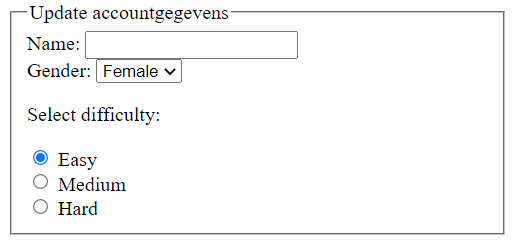 Update accountgegevens
Name:
Gender: Female
Select difficulty:
Easy
Medium
Hard